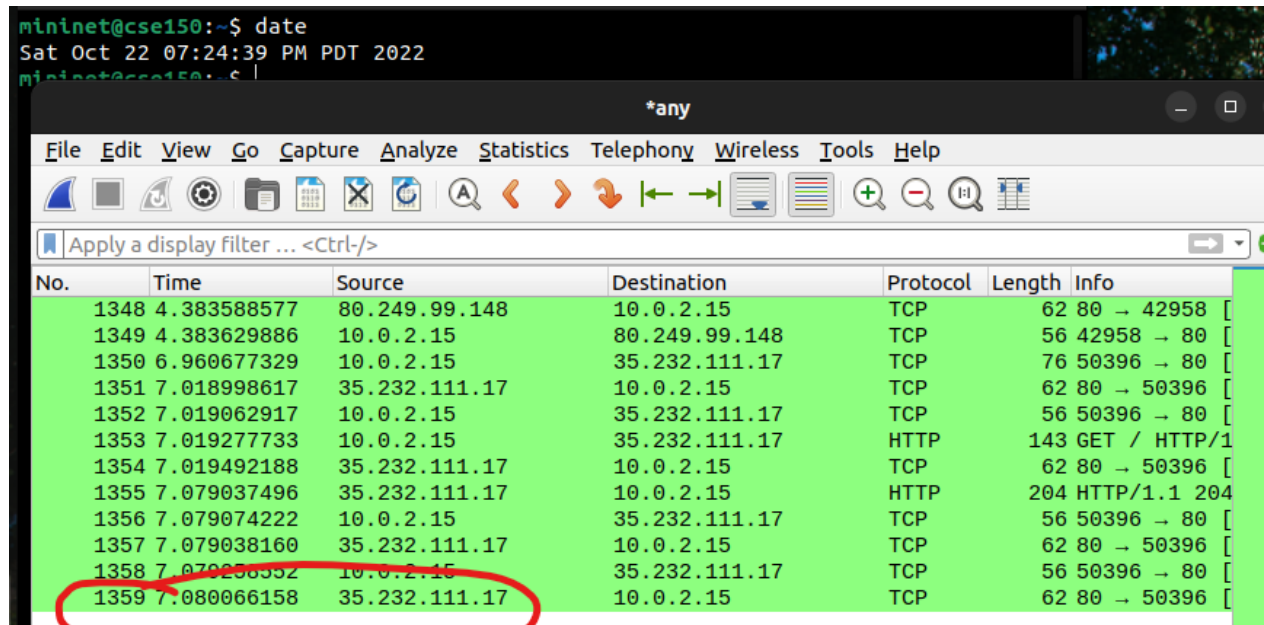 mininet@cse150:~$ date
Sat Oct 22 07:24:39 PM PDT 2022
mininet@cse150:~$
*any
File Edit View Go Capture Analyze Statistics Telephony Wireless Tools Help
Apply a display filter … <Ctrl-/>
No. Time Source Destination Protocol Length Info
1348 4.383588577 80.249.99.148 10.0.2.15 TCP 62 80 → 42958 [
1349 4.383629886 10.0.2.15 80.249.99.148 TCP 56 42958 → 80 [
1350 6.960677329 10.0.2.15 35.232.111.17 TCP 76 50396 → 80 [
1351 7.018998617 35.232.111.17 10.0.2.15 TCP 62 80 → 50396 [
1352 7.019062917 10.0.2.15 35.232.111.17 TCP 56 50396 → 80 [
1353 7.019277733 10.0.2.15 35.232.111.17 HTTP 143 GET / HTTP/1
1354 7.019492188 35.232.111.17 10.0.2.15 TCP 62 80 → 50396 [
1355 7.079037496 35.232.111.17 10.0.2.15 HTTP 204 HTTP/1.1 204
1356 7.079074222 10.0.2.15 35.232.111.17 TCP 56 50396 → 80 [
1357 7.079038160 35.232.111.17 10.0.2.15 TCP 62 80 → 50396 [
1358 10.0.2.15 35.232.111.17 TCP 56 50396 → 80 [
1359 7.080066158 35.232.111.17 10.0.2.15 TCP 62 80 → 50396 [